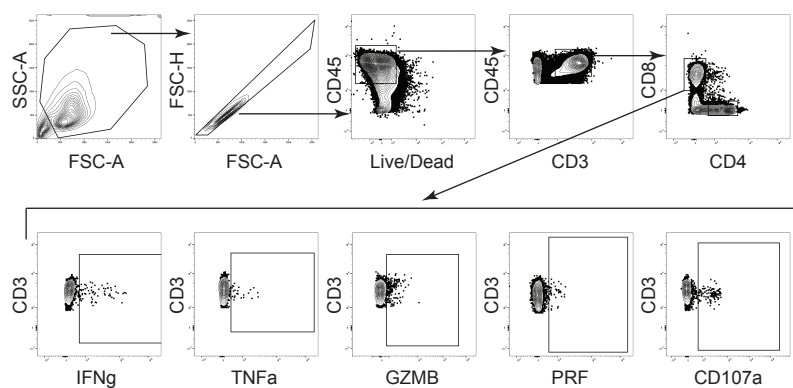 SSC-A
FSC-A
FSC-H
FSC-A
CD45
Live/Dead
CD45
CD3
CD8
CD4
CD3
IFNg
CD3
TNFa
CD3
GZMB
CD3
PRF
CD3
CD107a